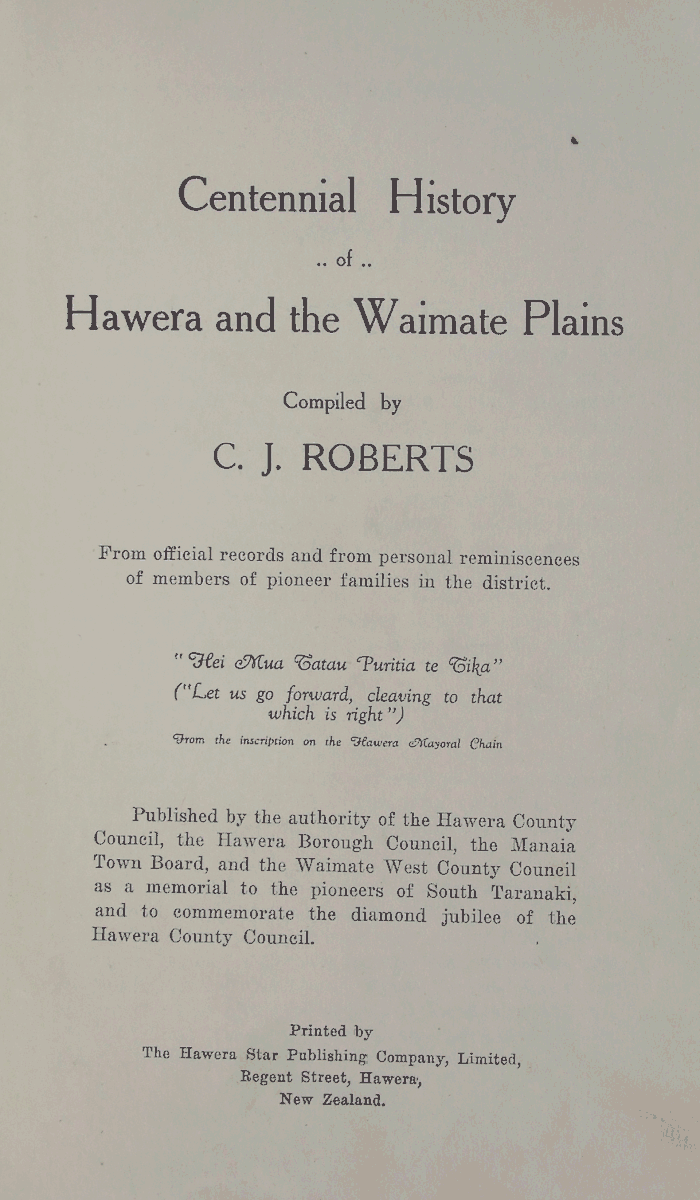 Centennial History
.. of ..
Hawera and the Waimate Plains
Compiled by
C. J. ROBERTS
From official records and from personal reminiscences
of members of pioneer families in the district.
"Hei Mua Tatau Puritia te Tika"
("Let us go forward, cleaving to that
which is right")
From the inscription on the Hawera Mayoral Chain
Published by the authority of the Hawera County
Council, the Hawera Borough Council, the Manaia
Town Board, and the Waimate West County Council
as a memorial to the pioneers of South Taranaki,
and to commemorate the diamond jubilee of the
Hawera County Council.
Printed by
The Hawera Star Publishing Company, Limited,
Regent Street, Hawera,
New Zealand.